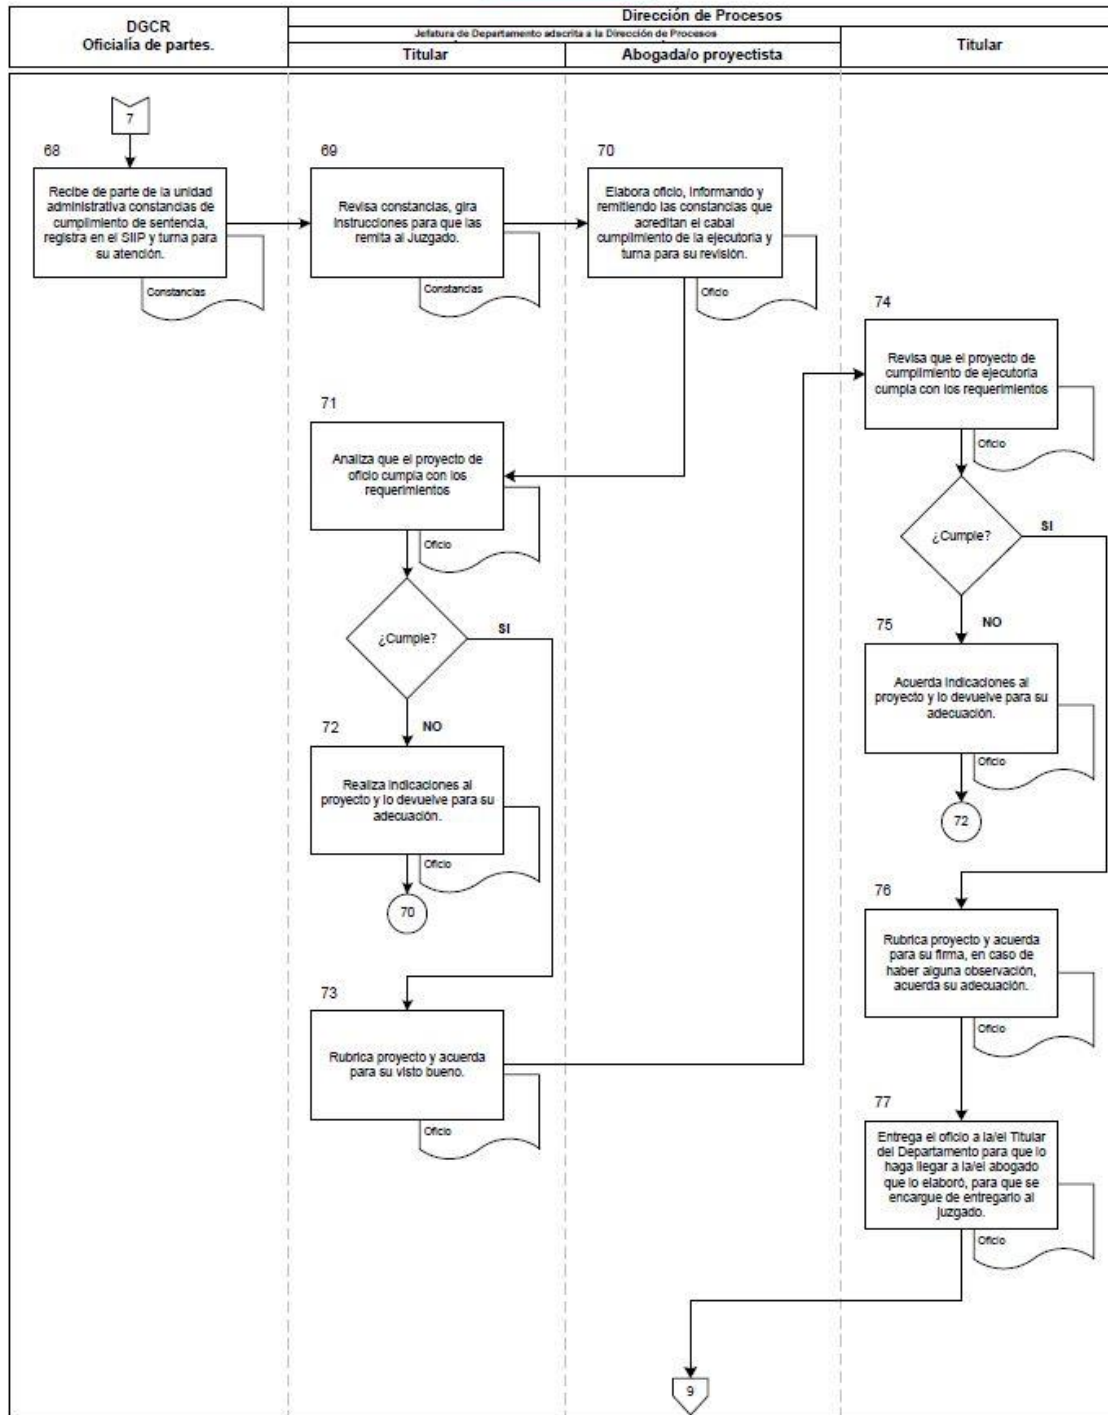 DGCR
Oficialía de partes.
Dirección de Procesos
Jefatura de Departamento adscrita a la Dirección de Procesos
Titular
Abogada/o proyectista
Titular
7
68
Recibe de parte de la unidad
administrativa constancias de
cumplimiento de sentencia,
registra en el SIIP y turna para
su atención.
Constancias
69
Revisa constancias, gira
instrucciones para que las
remita al Juzgado.
Constancias
70
Elabora oficio, informando y
remitiendo las constancias que
acreditan el cabal
cumplimiento de la ejecutoria y
turna para su revisión.
Oficio
71
Analiza que el proyecto de
oficio cumpla con los
requerimientos
Oficio
¿Cumple?
SI
NO
72
Realiza indicaciones al
proyecto y lo devuelve para su
adecuación.
Oficio
70
73
Rubrica proyecto y acuerda
para su visto bueno.
Oficio
74
Revisa que el proyecto de
cumplimiento de ejecutoria
cumpla con los requerimientos
Oficio
¿Cumple?
SI
NO
75
Acuerda indicaciones al
proyecto y lo devuelve para su
adecuación.
Oficio
72
76
Rubrica proyecto y acuerda
para su firma, en caso de
haber alguna observación,
acuerda su adecuación.
Oficio
77
Entrega el oficio a la/el Titular
del Departamento para que lo
haga llegar a la/el abogado
que lo elaboró, para que se
encargue de entregarlo al
juzgado.
Oficio
9